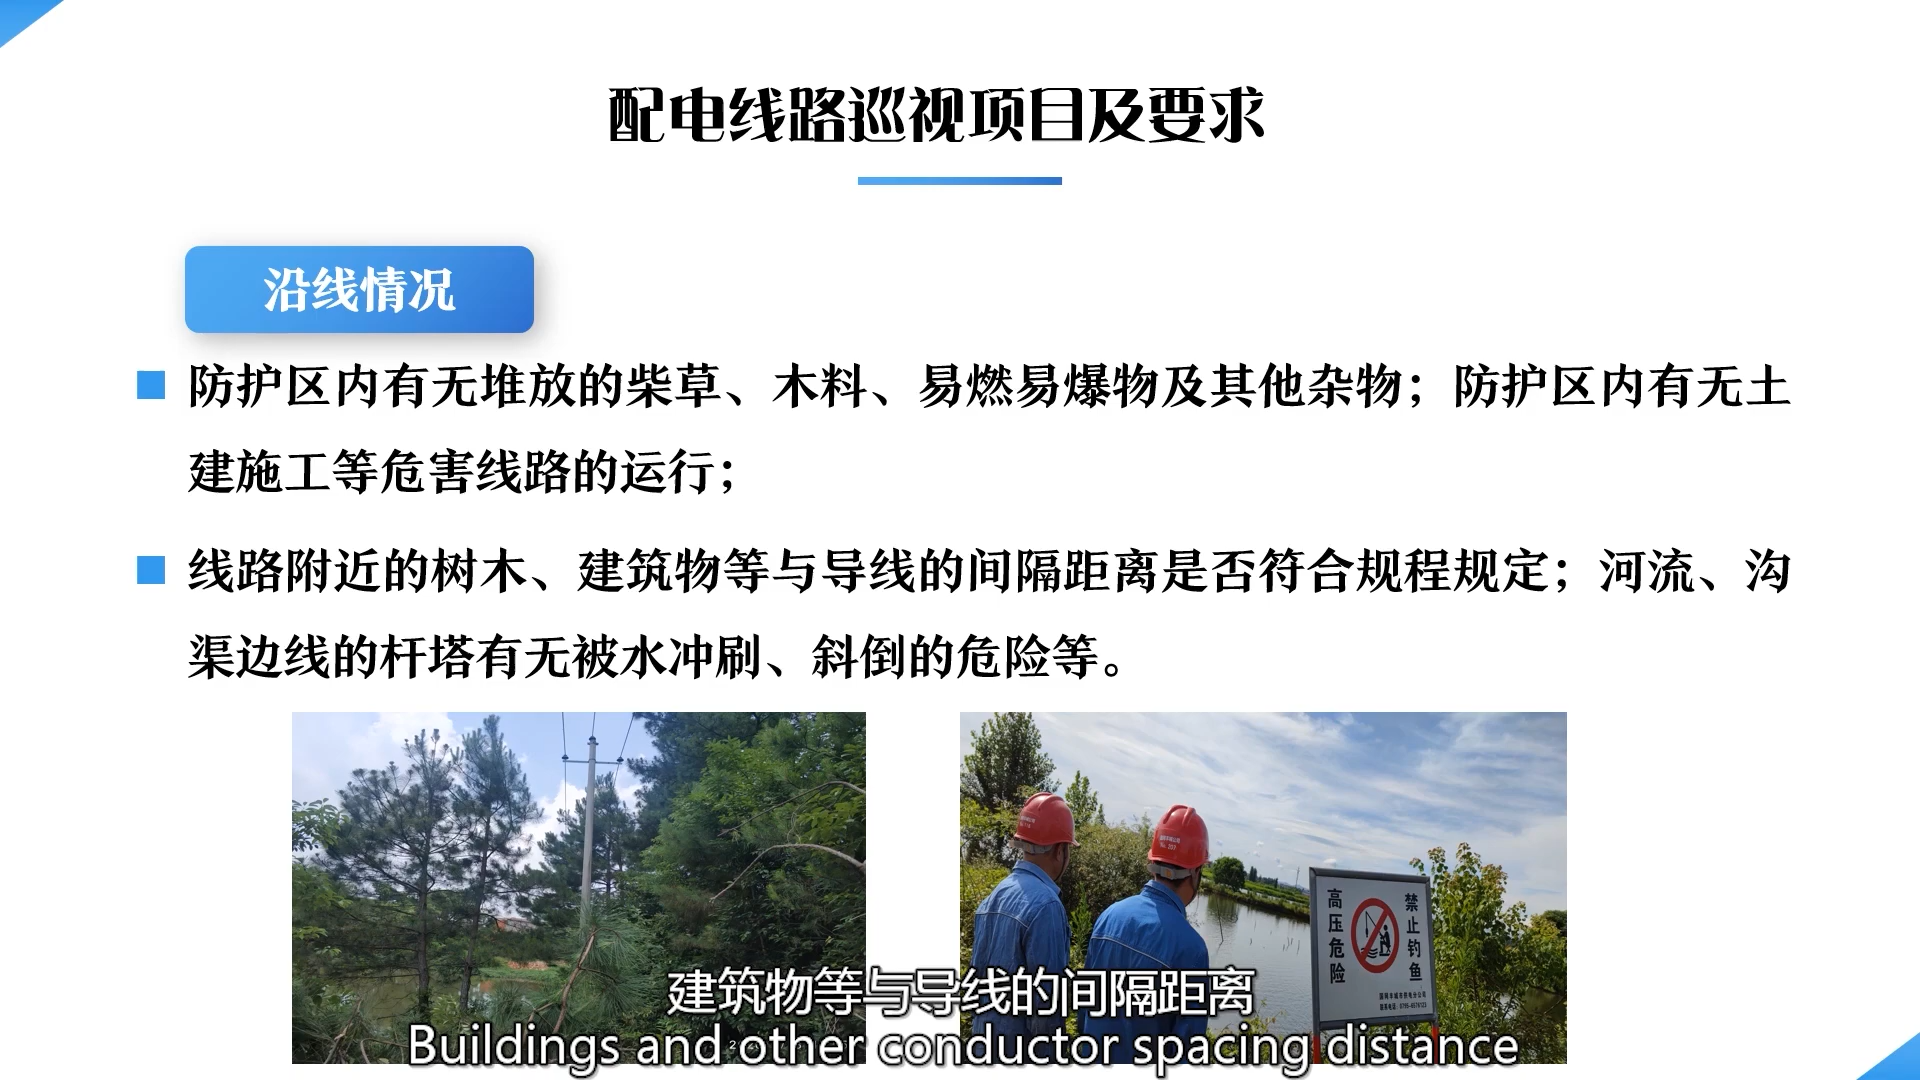 配电线路巡视项目及要求
沿线情况
防护区内有无堆放的柴草、木料、易燃易爆物及其他杂物；防护区内有无土
建施工等危害线路的运行；
线路附近的树木、建筑物等与导线的间隔距离是否符合规程规定；河流、沟
渠边线的杆塔有无被水冲刷、斜倒的危险等。
高压危险
禁止钓鱼
建筑物等与导线的间隔距离
Buildings and other conductor spacing distance